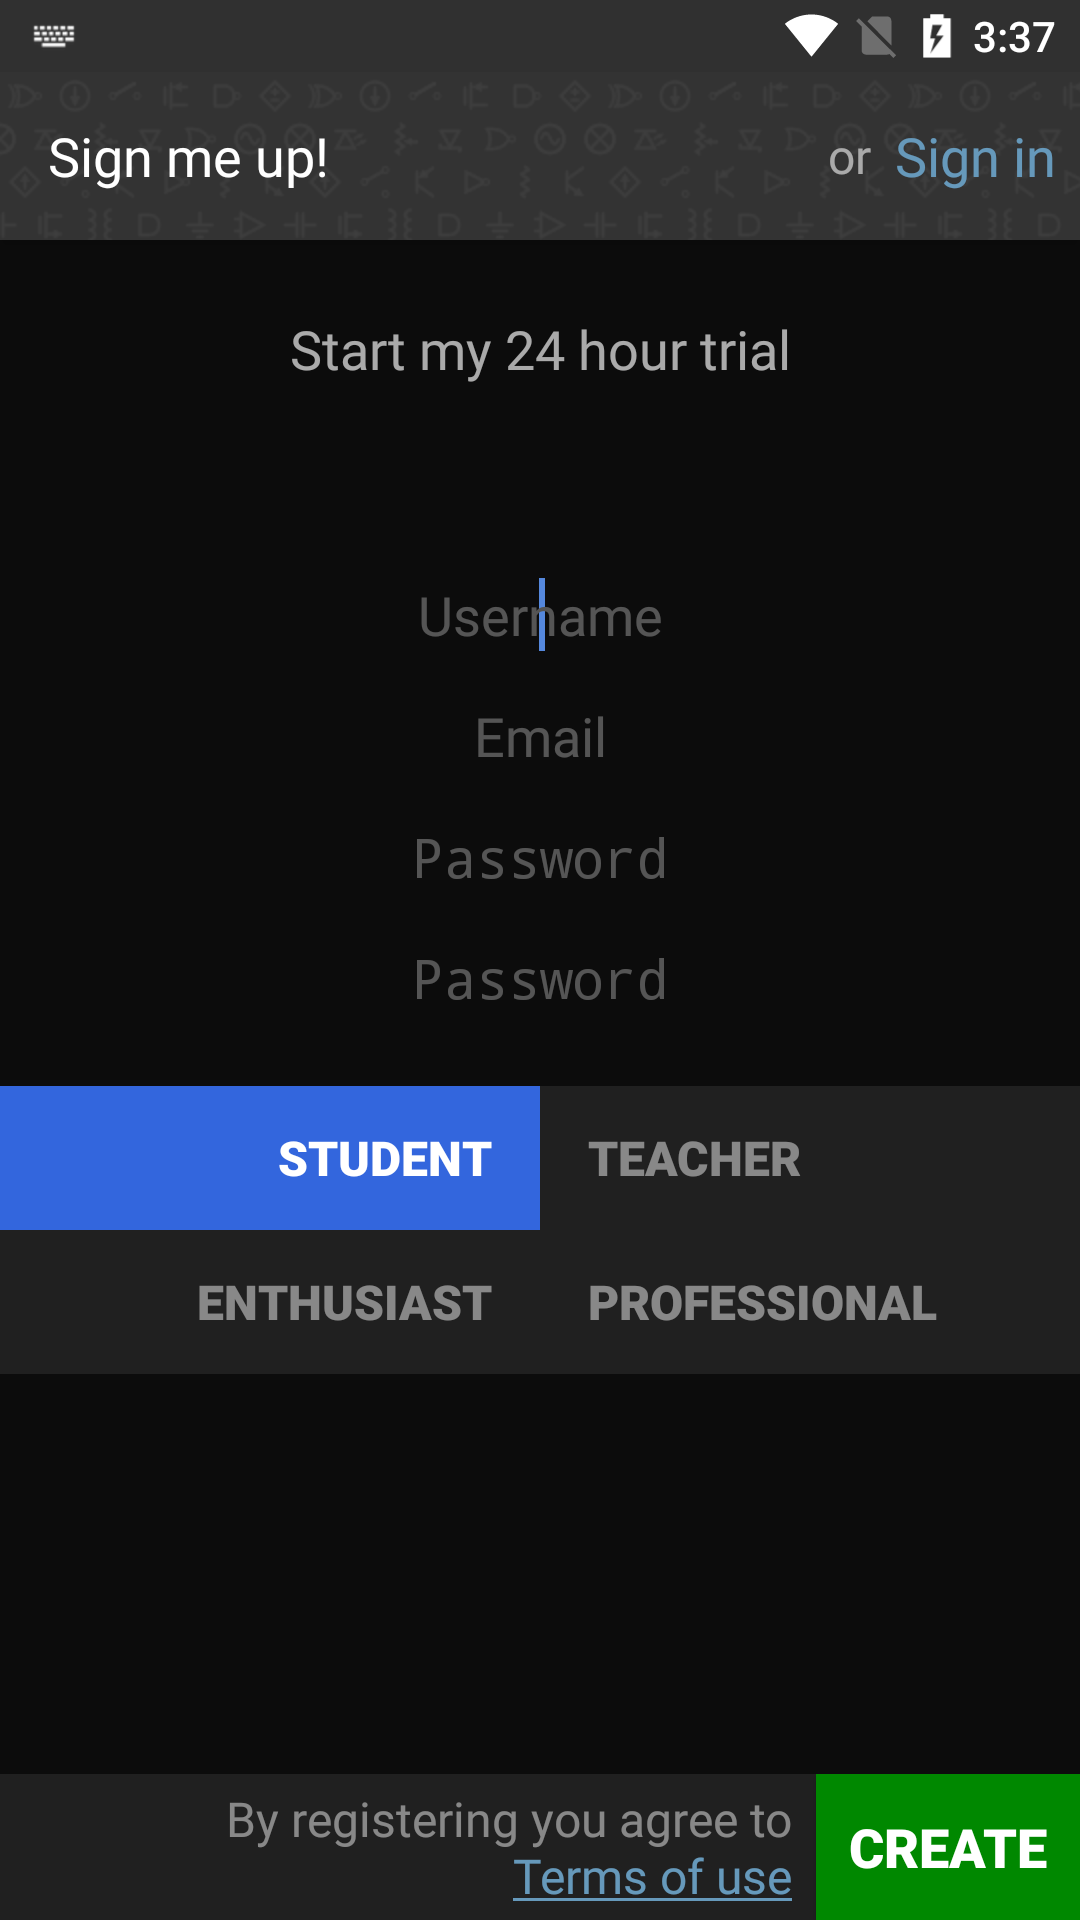 3:37
Sign me up! or Sign in
Start my 24 hour trial
Username
Email
Password
Password
STUDENT TEACHER
ENTHUSIAST PROFESSIONAL
By registering you agree to
Terms of use
CREATE